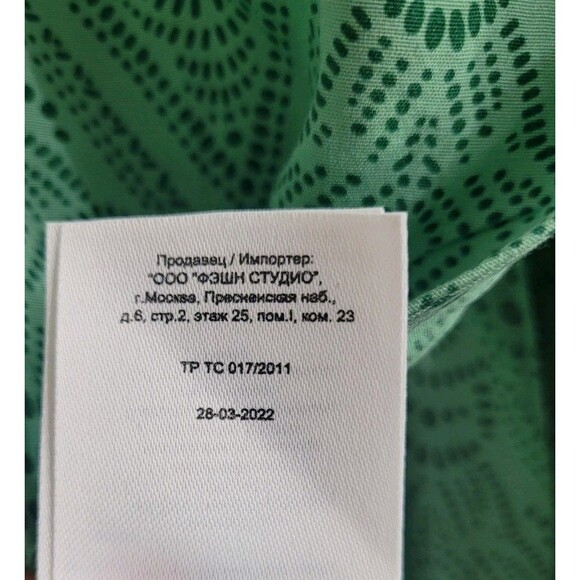 Продавец / Импортер:
"ООО "ФЭШН СТУДИО",
г.Москва, Пресненская наб.,
д.6, стр.2, этаж 25, пом.I, ком. 23
ТР ТС 017/2011
28-03-2022